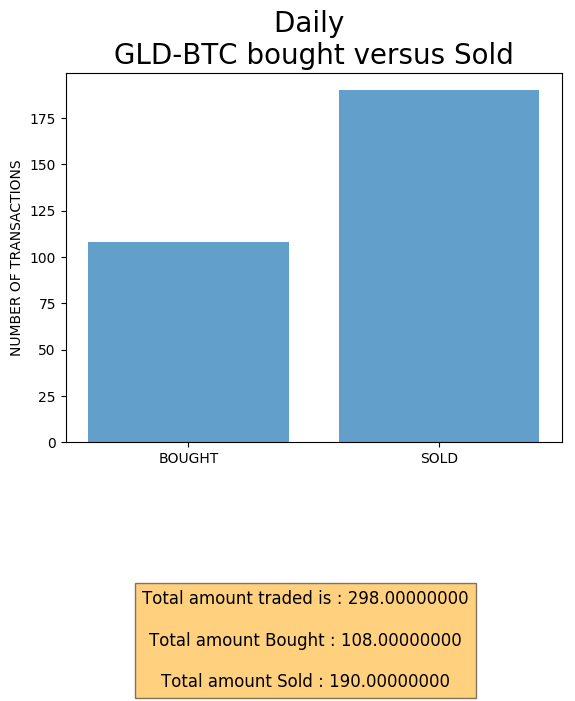 Daily
GLD-BTC bought versus Sold
NUMBER OF TRANSACTIONS
175
150
125
100
75
50
25
0
BOUGHT SOLD
Total amount traded is : 298.00000000
Total amount Bought : 108.00000000
Total amount Sold : 190.00000000